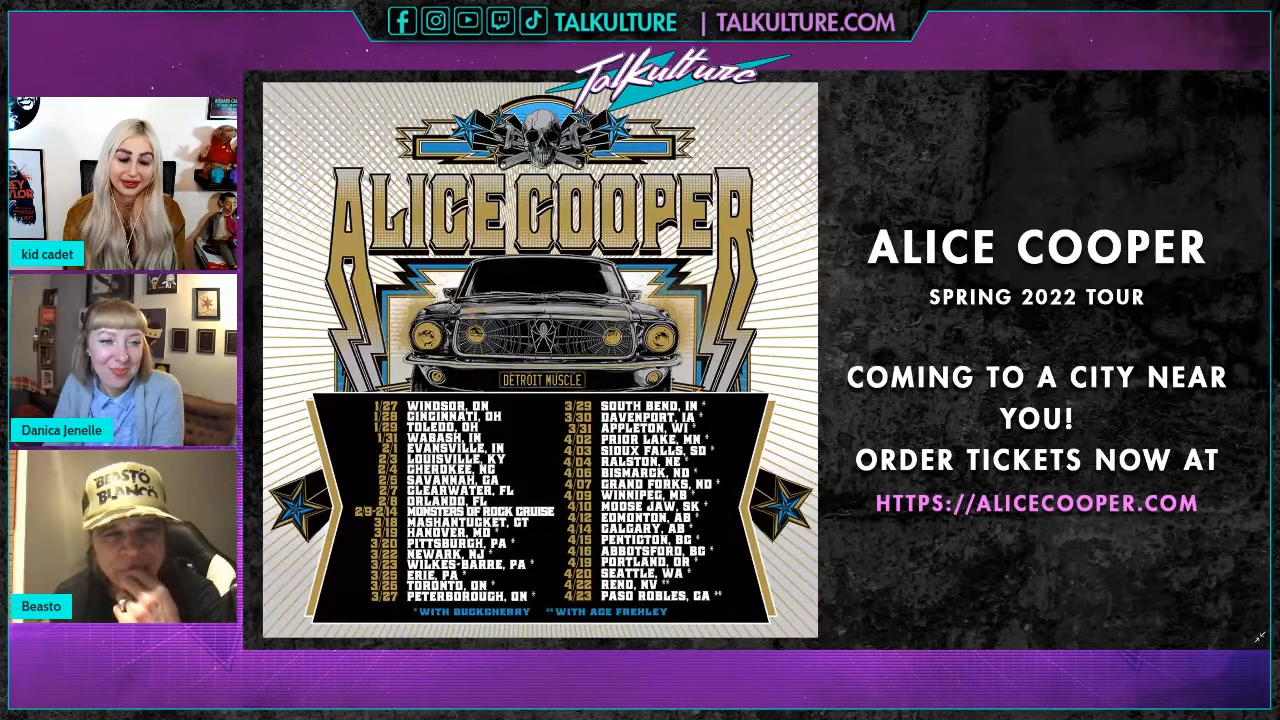 TALKULTURE | TALKULTURE.COM
Talkulture
kid cadet
Danica Jenelle
BEASTÖ
BLANCÖ
Beasto
ALICE COOPER
DETROIT MUSCLE
1/27 WINDSOR, ON
1/28 CINCINNATI, OH
1/29 TOLEDO, OH
1/31 WABASH, IN
2/1 EVANSVILLE, IN
2/3 LOUISVILLE, KY
2/4 CHEROKEE, NC
2/5 SAVANNAH, GA
2/7 CLEARWATER, FL
2/8 ORLANDO, FL
2/9-2/14 MONSTERS OF ROCK CRUISE
3/18 MASHANTUCKET, CT
3/19 HANOVER, MD *
3/20 PITTSBURGH, PA *
3/22 NEWARK, NJ *
3/23 WILKES-BARRE, PA *
3/25 ERIE, PA *
3/26 TORONTO, ON *
3/27 PETERBOROUGH, ON *
3/29 SOUTH BEND, IN *
3/30 DAVENPORT, IA *
3/31 APPLETON, WI *
4/02 PRIOR LAKE, MN *
4/03 SIOUX FALLS, SD *
4/04 RALSTON, NE *
4/06 BISMARCK, ND *
4/07 GRAND FORKS, ND *
4/09 WINNIPEG, MB *
4/10 MOOSE JAW, SK *
4/12 EDMONTON, AB *
4/14 CALGARY, AB *
4/15 PENTICTON, BC *
4/16 ABBOTSFORD, BC *
4/19 PORTLAND, OR *
4/20 SEATTLE, WA *
4/22 RENO, NV **
4/23 PASO ROBLES, CA **
*WITH BUCKCHERRY **WITH ACE FREHLEY
ALICE COOPER
SPRING 2022 TOUR
COMING TO A CITY NEAR
YOU!
ORDER TICKETS NOW AT
HTTPS://ALICECOOPER.COM